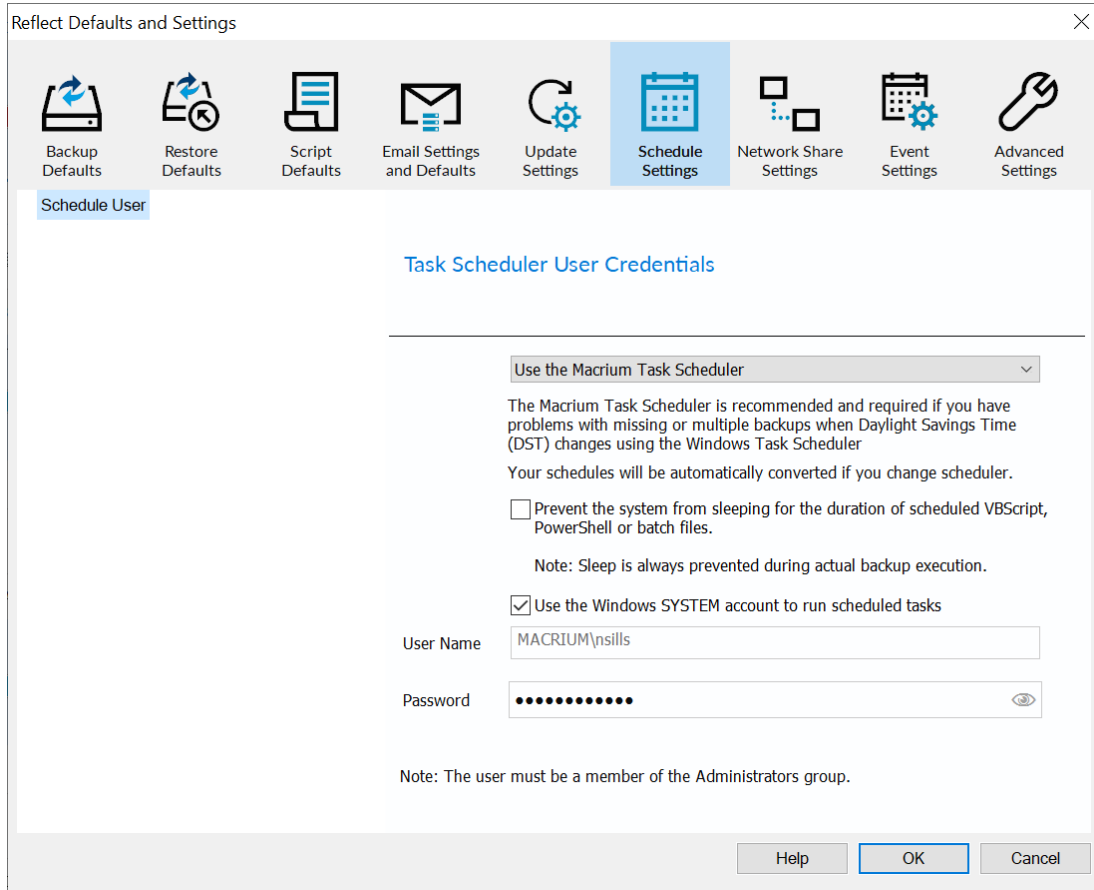 Reflect Defaults and Settings
Backup
Defaults
Restore
Defaults
Script
Defaults
Email Settings
and Defaults
Update
Settings
Schedule
Settings
Network Share
Settings
Event
Settings
Advanced
Settings
Schedule User
Task Scheduler User Credentials
Use the Macrium Task Scheduler
The Macrium Task Scheduler is recommended and required if you have
problems with missing or multiple backups when Daylight Savings Time
(DST) changes using the Windows Task Scheduler
Your schedules will be automatically converted if you change scheduler.
Prevent the system from sleeping for the duration of scheduled VBScript,
PowerShell or batch files.
Note: Sleep is always prevented during actual backup execution.
Use the Windows SYSTEM account to run scheduled tasks
User Name
MACRIUM\nsills
Password
••••••••••••
Note: The user must be a member of the Administrators group.
Help
OK
Cancel